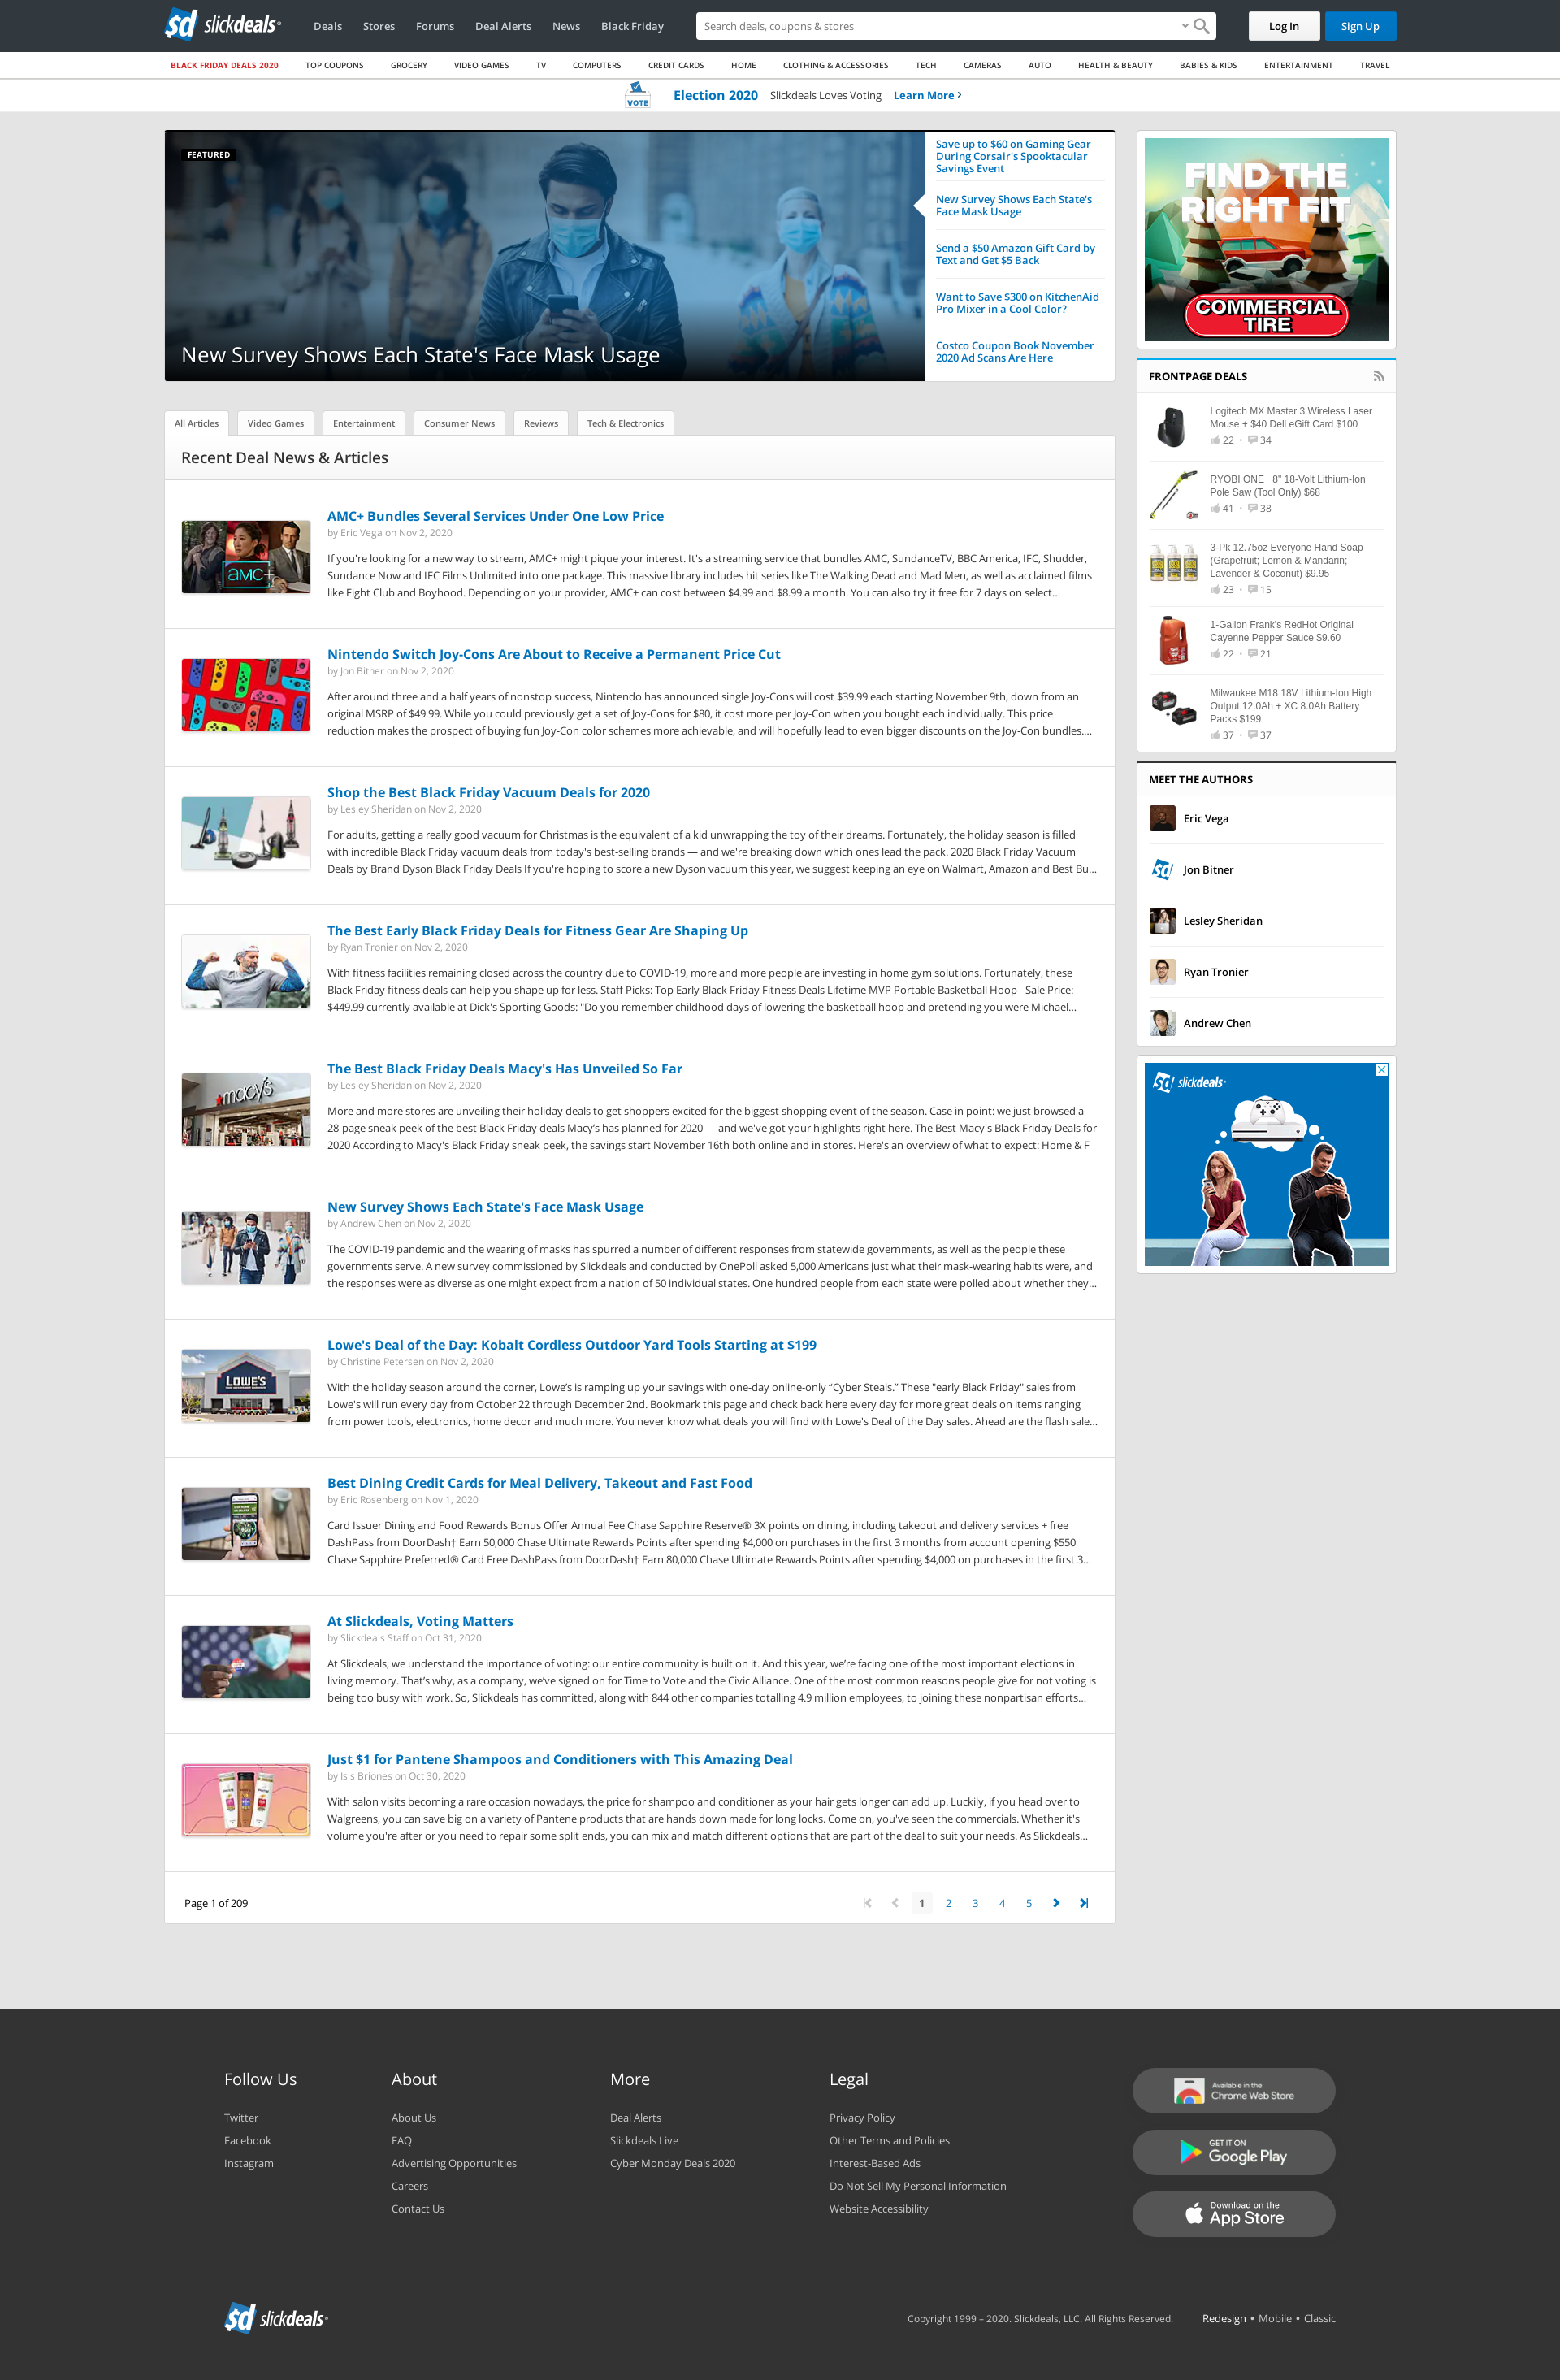 sd slickdeals
Deals Stores Forums Deal Alerts News Black Friday
Search deals, coupons & stores
Log In Sign Up
BLACK FRIDAY DEALS 2020 TOP COUPONS GROCERY VIDEO GAMES TV COMPUTERS CREDIT CARDS HOME CLOTHING & ACCESSORIES TECH CAMERAS AUTO HEALTH & BEAUTY BABIES & KIDS ENTERTAINMENT TRAVEL
VOTE Election 2020 Slickdeals Loves Voting Learn More
FEATURED
New Survey Shows Each State's Face Mask Usage
Save up to $60 on Gaming Gear
During Corsair's Spooktacular
Savings Event
New Survey Shows Each State's
Face Mask Usage
Send a $50 Amazon Gift Card by
Text and Get $5 Back
Want to Save $300 on KitchenAid
Pro Mixer in a Cool Color?
Costco Coupon Book November
2020 Ad Scans Are Here
All Articles Video Games Entertainment Consumer News Reviews Tech & Electronics
Recent Deal News & Articles
AMC+
AMC+ Bundles Several Services Under One Low Price
by Eric Vega on Nov 2, 2020
If you're looking for a new way to stream, AMC+ might pique your interest. It's a streaming service that bundles AMC, SundanceTV, BBC America, IFC, Shudder,
Sundance Now and IFC Films Unlimited into one package. This massive library includes hit series like The Walking Dead and Mad Men, as well as acclaimed films
like Fight Club and Boyhood. Depending on your provider, AMC+ can cost between $4.99 and $8.99 a month. You can also try it free for 7 days on select...
Nintendo Switch Joy-Cons Are About to Receive a Permanent Price Cut
by Jon Bitner on Nov 2, 2020
After around three and a half years of nonstop success, Nintendo has announced single Joy-Cons will cost $39.99 each starting November 9th, down from an
original MSRP of $49.99. While you could previously get a set of Joy-Cons for $80, it cost more per Joy-Con when you bought each individually. This price
reduction makes the prospect of buying fun Joy-Con color schemes more achievable, and will hopefully lead to even bigger discounts on the Joy-Con bundles....
Shop the Best Black Friday Vacuum Deals for 2020
by Lesley Sheridan on Nov 2, 2020
For adults, getting a really good vacuum for Christmas is the equivalent of a kid unwrapping the toy of their dreams. Fortunately, the holiday season is filled
with incredible Black Friday vacuum deals from today's best-selling brands — and we're breaking down which ones lead the pack. 2020 Black Friday Vacuum
Deals by Brand Dyson Black Friday Deals If you're hoping to score a new Dyson vacuum this year, we suggest keeping an eye on Walmart, Amazon and Best Bu...
The Best Early Black Friday Deals for Fitness Gear Are Shaping Up
by Ryan Tronier on Nov 2, 2020
With fitness facilities remaining closed across the country due to COVID-19, more and more people are investing in home gym solutions. Fortunately, these
Black Friday fitness deals can help you shape up for less. Staff Picks: Top Early Black Friday Fitness Deals Lifetime MVP Portable Basketball Hoop - Sale Price:
$449.99 currently available at Dick's Sporting Goods: "Do you remember childhood days of lowering the basketball hoop and pretending you were Michael...
macy's
The Best Black Friday Deals Macy's Has Unveiled So Far
by Lesley Sheridan on Nov 2, 2020
More and more stores are unveiling their holiday deals to get shoppers excited for the biggest shopping event of the season. Case in point: we just browsed a
28-page sneak peek of the best Black Friday deals Macy’s has planned for 2020 — and we've got your highlights right here. The Best Macy's Black Friday Deals for
2020 According to Macy's Black Friday sneak peek, the savings start November 16th both online and in stores. Here's an overview of what to expect: Home & F
New Survey Shows Each State's Face Mask Usage
by Andrew Chen on Nov 2, 2020
The COVID-19 pandemic and the wearing of masks has spurred a number of different responses from statewide governments, as well as the people these
governments serve. A new survey commissioned by Slickdeals and conducted by OnePoll asked 5,000 Americans just what their mask-wearing habits were, and
the responses were as diverse as one might expect from a nation of 50 individual states. One hundred people from each state were polled about whether they...
LOWE'S
Lowe's Deal of the Day: Kobalt Cordless Outdoor Yard Tools Starting at $199
by Christine Petersen on Nov 2, 2020
With the holiday season around the corner, Lowe’s is ramping up your savings with one-day online-only “Cyber Steals.” These "early Black Friday" sales from
Lowe's will run every day from October 22 through December 2nd. Bookmark this page and check back here every day for more great deals on items ranging
from power tools, electronics, home decor and much more. You never know what deals you will find with Lowe's Deal of the Day sales. Ahead are the flash sale...
Best Dining Credit Cards for Meal Delivery, Takeout and Fast Food
by Eric Rosenberg on Nov 1, 2020
Card Issuer Dining and Food Rewards Bonus Offer Annual Fee Chase Sapphire Reserve® 3X points on dining, including takeout and delivery services + free
DashPass from DoorDash† Earn 50,000 Chase Ultimate Rewards Points after spending $4,000 on purchases in the first 3 months from account opening $550
Chase Sapphire Preferred® Card Free DashPass from DoorDash† Earn 80,000 Chase Ultimate Rewards Points after spending $4,000 on purchases in the first 3...
At Slickdeals, Voting Matters
by Slickdeals Staff on Oct 31, 2020
At Slickdeals, we understand the importance of voting: our entire community is built on it. And this year, we’re facing one of the most important elections in
living memory. That’s why, as a company, we’ve signed on for Time to Vote and the Civic Alliance. One of the most common reasons people give for not voting is
being too busy with work. So, Slickdeals has committed, along with 844 other companies totalling 4.9 million employees, to joining these nonpartisan efforts...
Just $1 for Pantene Shampoos and Conditioners with This Amazing Deal
by Isis Briones on Oct 30, 2020
With salon visits becoming a rare occasion nowadays, the price for shampoo and conditioner as your hair gets longer can add up. Luckily, if you head over to
Walgreens, you can save big on a variety of Pantene products that are hands down made for long locks. Come on, you've seen the commercials. Whether it's
volume you're after or you need to repair some split ends, you can mix and match different options that are part of the deal to suit your needs. As Slickdeals...
Page 1 of 209
1 2 3 4 5
FIND THE
RIGHT FIT
COMMERCIAL
TIRE
FRONTPAGE DEALS
Logitech MX Master 3 Wireless Laser
Mouse + $40 Dell eGift Card $100
22 • 34
RYOBI ONE+ 8" 18-Volt Lithium-Ion
Pole Saw (Tool Only) $68
41 • 38
3-Pk 12.75oz Everyone Hand Soap
(Grapefruit; Lemon & Mandarin;
Lavender & Coconut) $9.95
23 • 15
1-Gallon Frank's RedHot Original
Cayenne Pepper Sauce $9.60
22 • 21
Milwaukee M18 18V Lithium-Ion High
Output 12.0Ah + XC 8.0Ah Battery
Packs $199
37 • 37
MEET THE AUTHORS
Eric Vega
sd Jon Bitner
Lesley Sheridan
Ryan Tronier
Andrew Chen
sd slickdeals
Follow Us
Twitter
Facebook
Instagram
About
About Us
FAQ
Advertising Opportunities
Careers
Contact Us
More
Deal Alerts
Slickdeals Live
Cyber Monday Deals 2020
Legal
Privacy Policy
Other Terms and Policies
Interest-Based Ads
Do Not Sell My Personal Information
Website Accessibility
Available in the
Chrome Web Store
GET IT ON
Google Play
Download on the
App Store
sd slickdeals
Copyright 1999 – 2020. Slickdeals, LLC. All Rights Reserved. Redesign • Mobile • Classic